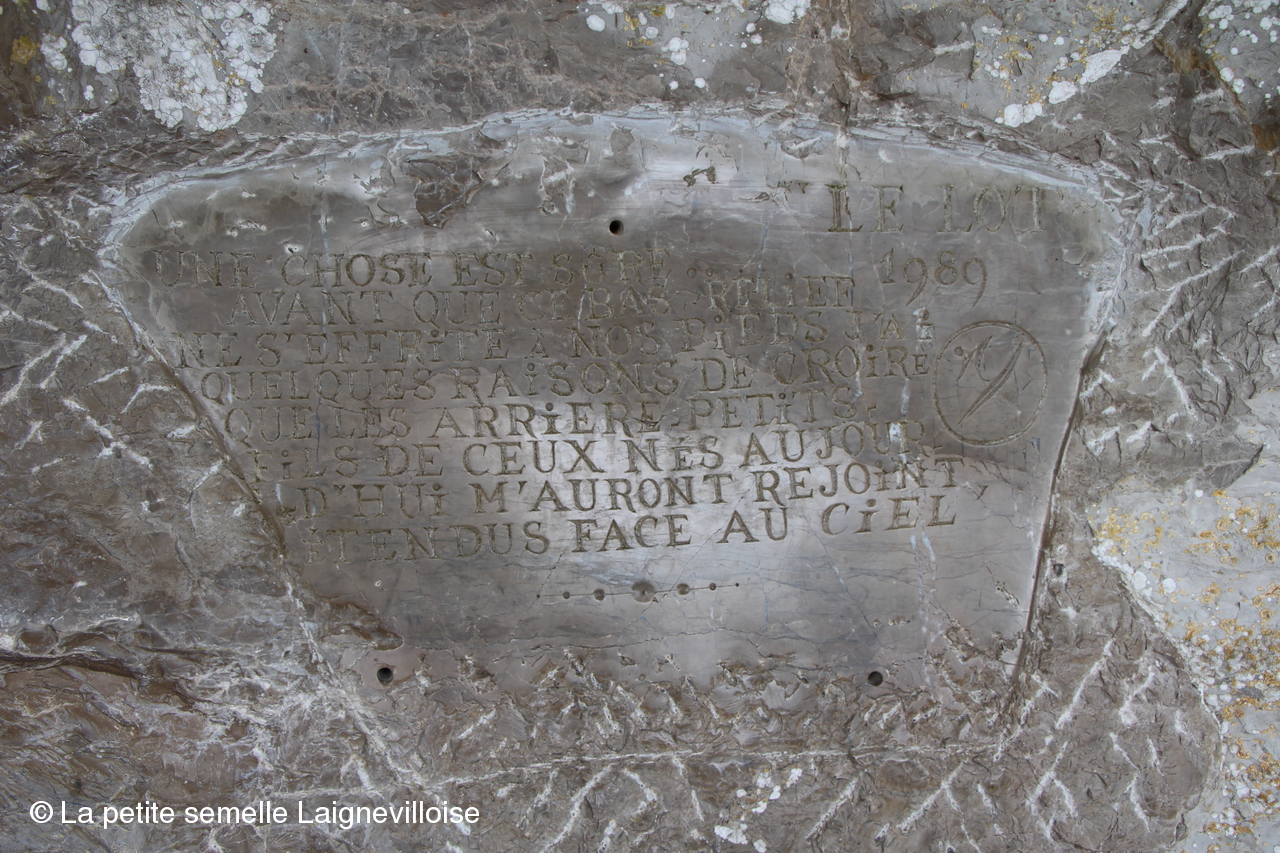 LE LOT
1989
UNE CHOSE EST SÛRE..
AVANT QUE CE BAS-RELiEF
NE S'EFFRiTE A NOS PiEDS J'Ai
QUELQUES RAiSONS DE CROiRE
QUE LES ARRiERE-PETiTS-
FiLS DE CEUX NéS AUJOUR
D'HUi M'AURONT REJOiNT
éTENDUS FACE AU CiEL
© La petite semelle Laignevilloise